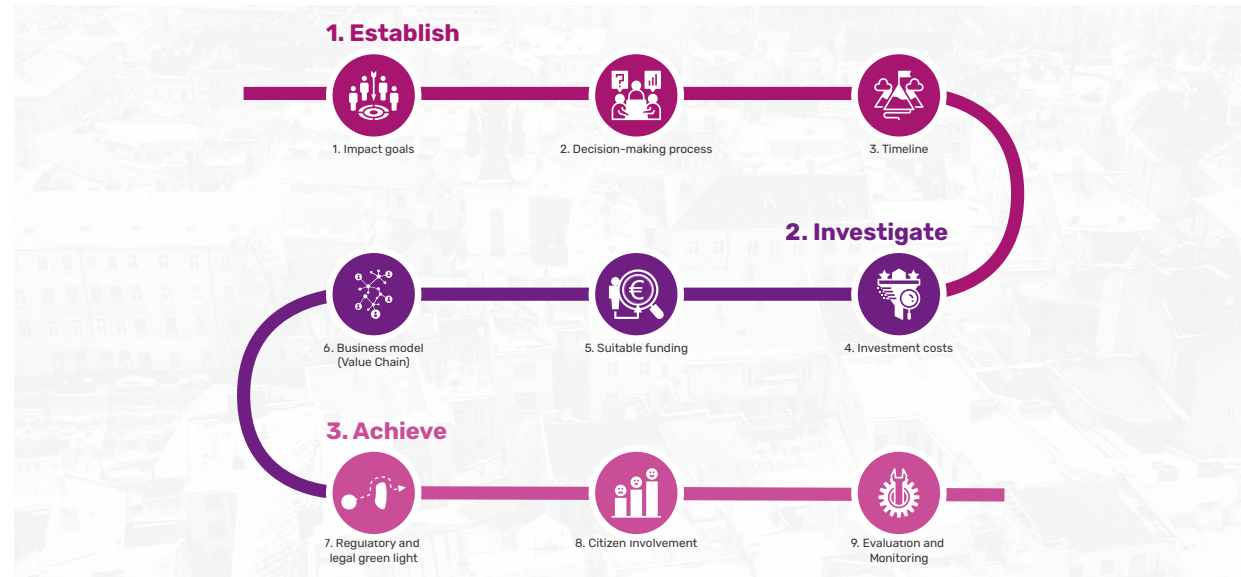 1. Establish
1. Impact goals
2. Decision-making process
3. Timeline
2. Investigate
4. Investment costs
5. Suitable funding
6. Business model
(Value Chain)
3. Achieve
7. Regulatory and
legal green light
8. Citizen Involvement
9. Evaluation and
Monitoring